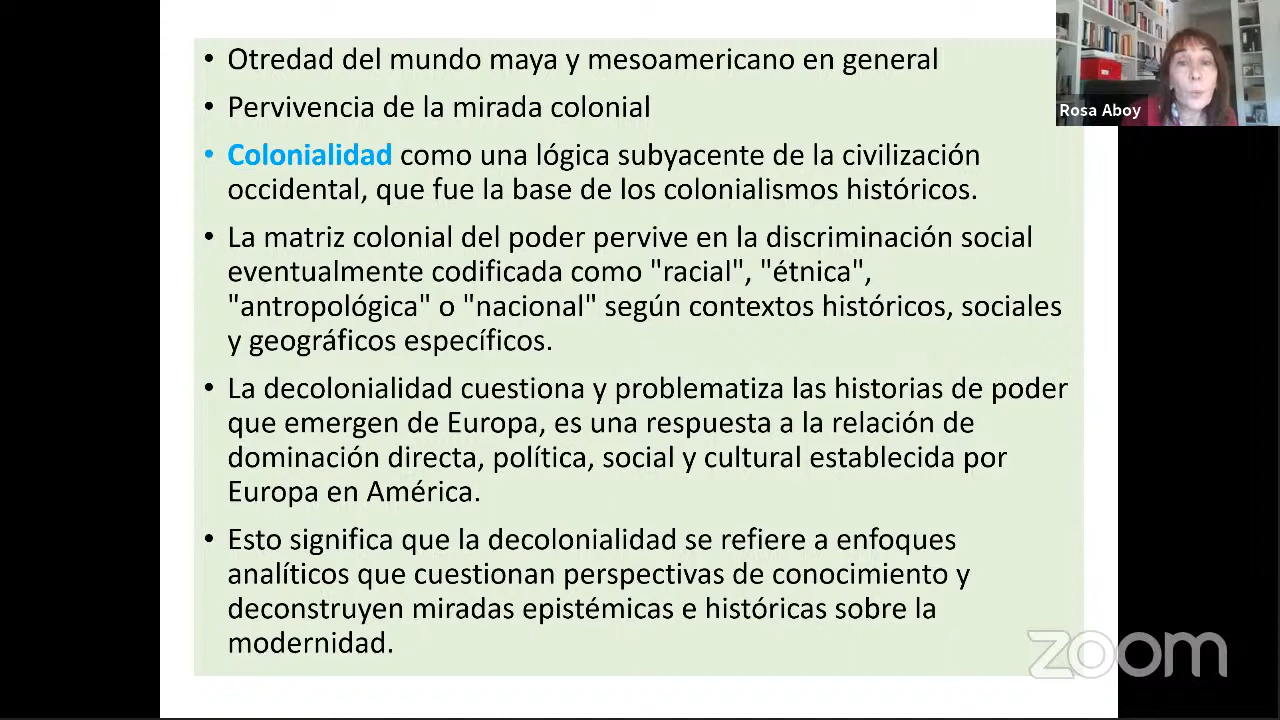 • Otredad del mundo maya y mesoamericano en general
• Pervivencia de la mirada colonial
• Colonialidad como una lógica subyacente de la civilización
occidental, que fue la base de los colonialismos históricos.
• La matriz colonial del poder pervive en la discriminación social
eventualmente codificada como "racial", "étnica",
"antropológica" o "nacional" según contextos históricos, sociales
y geográficos específicos.
• La decolonialidad cuestiona y problematiza las historias de poder
que emergen de Europa, es una respuesta a la relación de
dominación directa, política, social y cultural establecida por
Europa en América.
• Esto significa que la decolonialidad se refiere a enfoques
analíticos que cuestionan perspectivas de conocimiento y
deconstruyen miradas epistémicas e históricas sobre la
modernidad.
Rosa Aboy
zoom